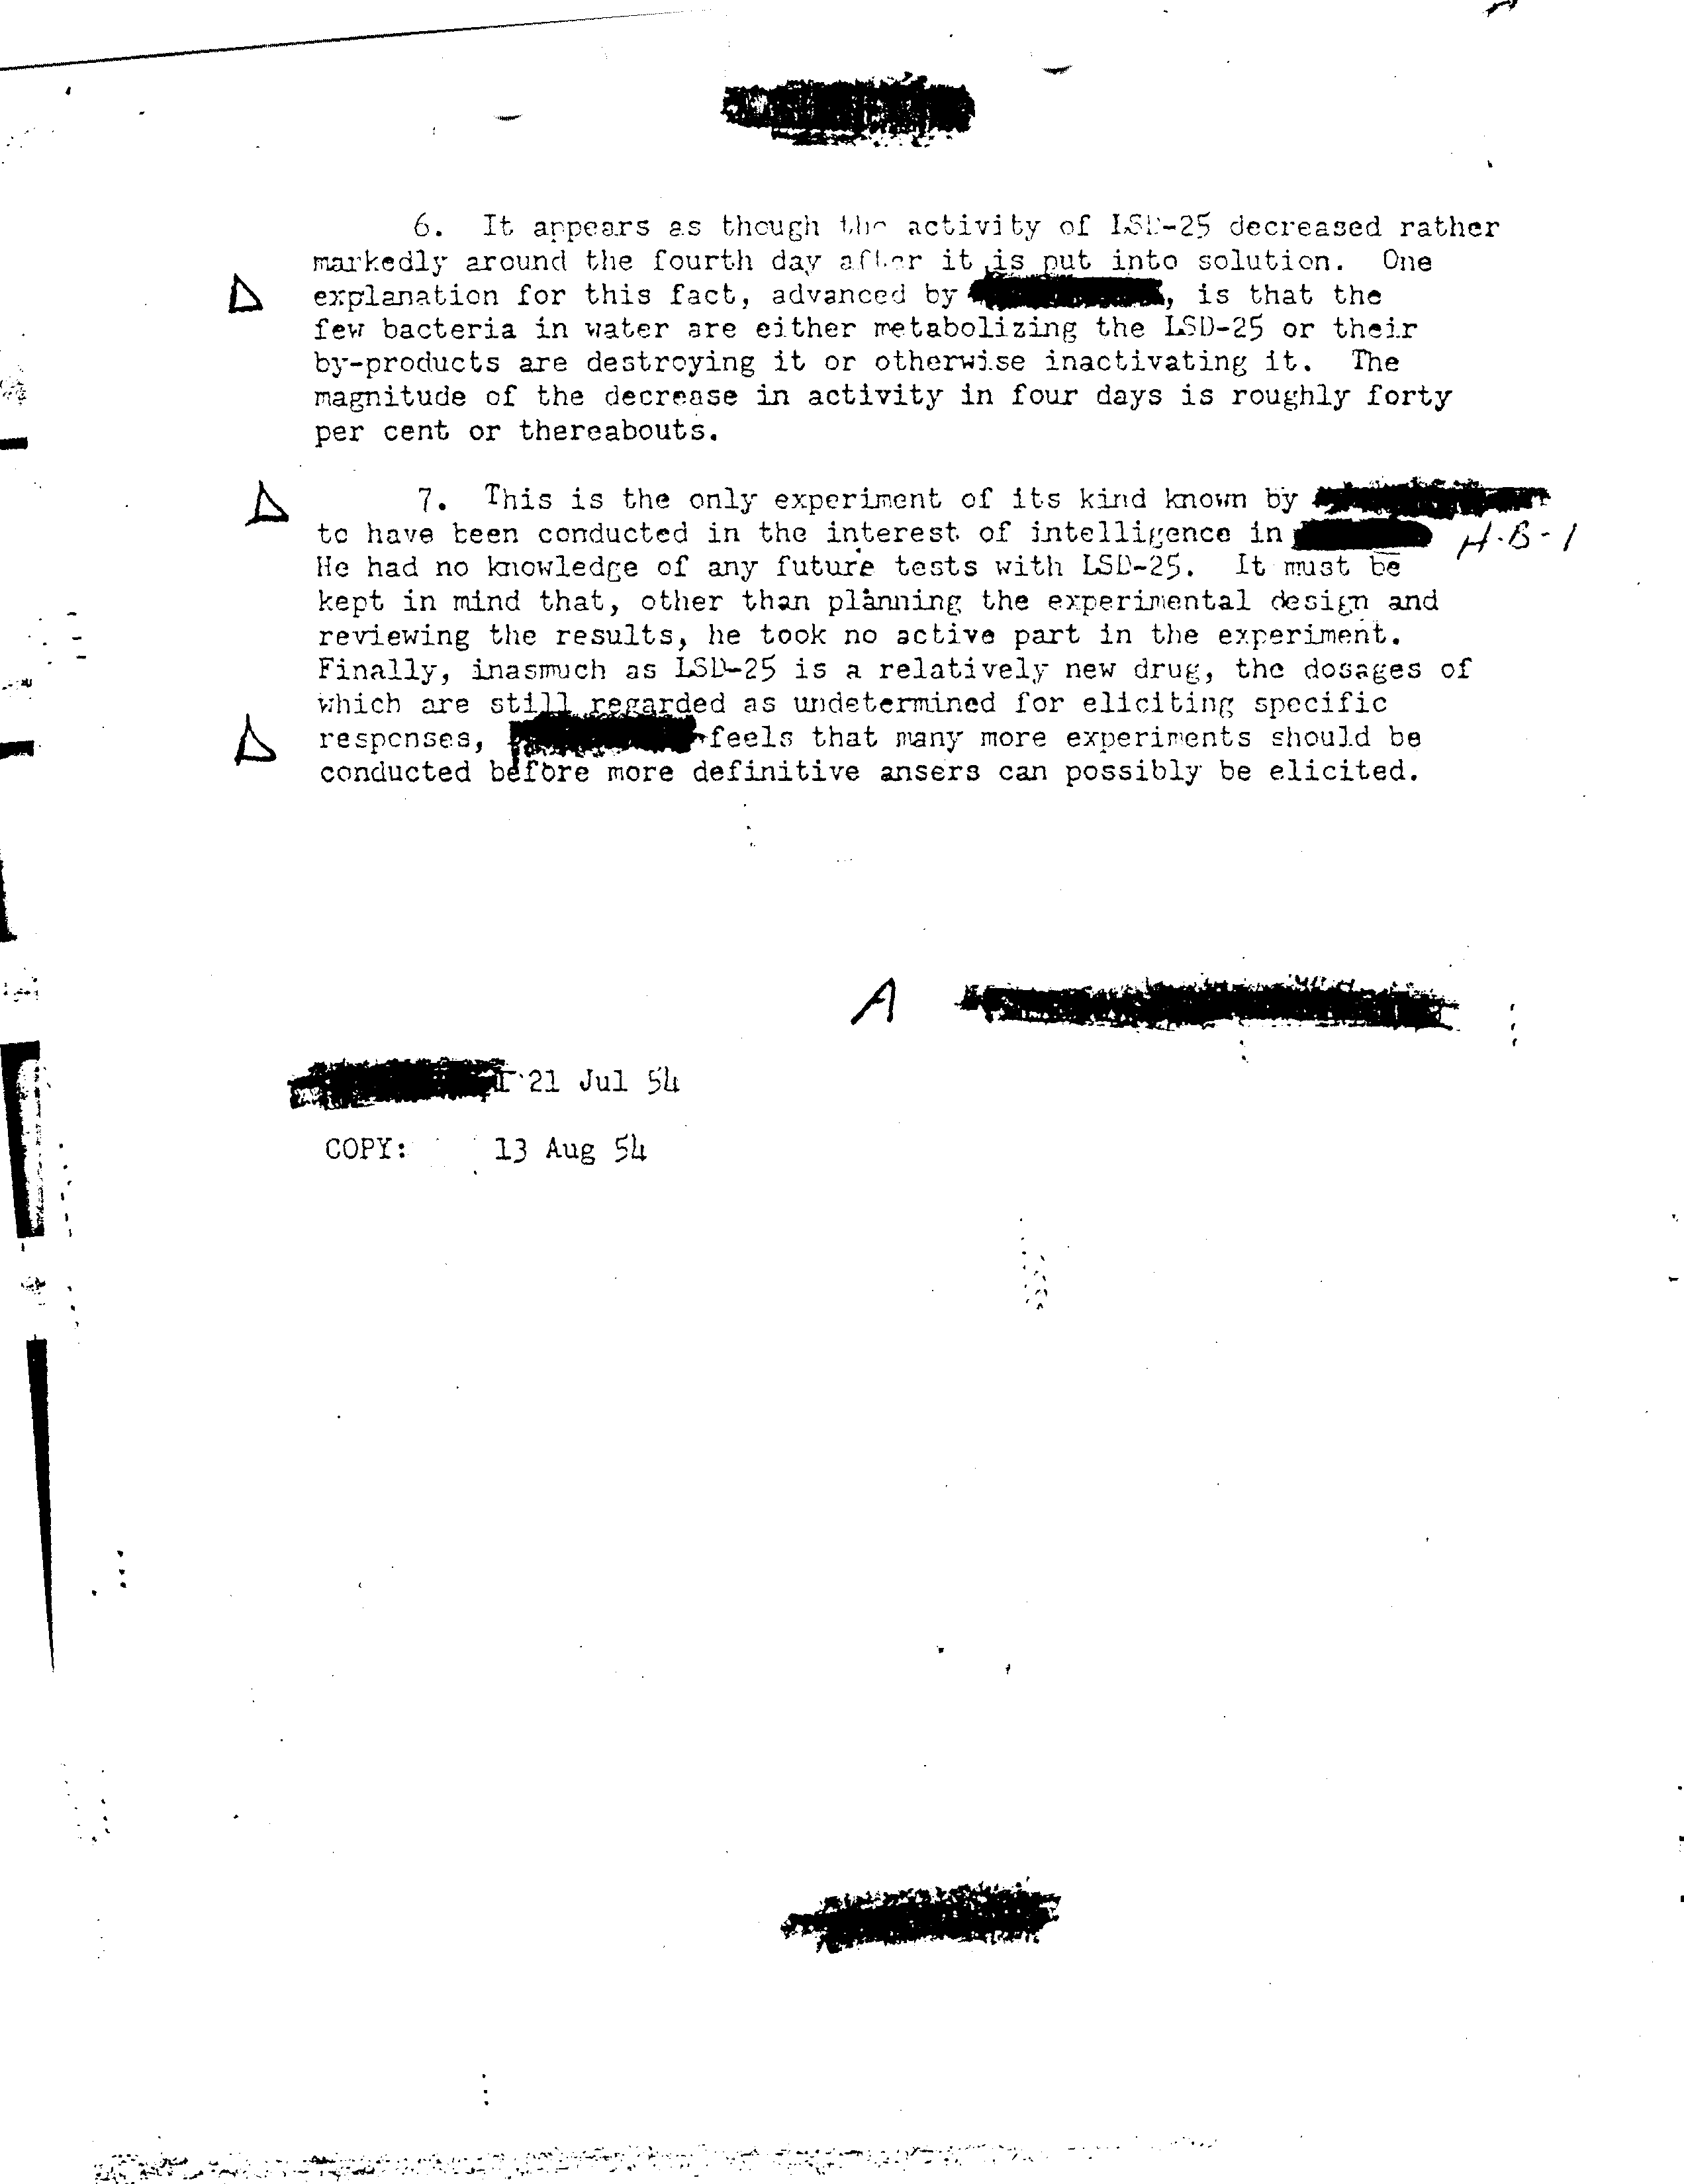 6. It appears as though the activity of LSD-25 decreased rather
markedly around the fourth day after it is put into solution. One
explanation for this fact, advanced by , is that the
few bacteria in water are either metabolizing the LSD-25 or their
by-products are destroying it or otherwise inactivating it. The
magnitude of the decrease in activity in four days is roughly forty
per cent or thereabouts.
7. This is the only experiment of its kind known by
to have been conducted in the interest of intelligence in H-B-1
He had no knowledge of any future tests with LSD-25. It must be
kept in mind that, other than planning the experimental design and
reviewing the results, he took no active part in the experiment.
Finally, inasmuch as LSD-25 is a relatively new drug, the dosages of
which are still regarded as undetermined for eliciting specific
responses, feels that many more experiments should be
conducted before more definitive ansers can possibly be elicited.
A
21 Jul 54
COPY: 13 Aug 54